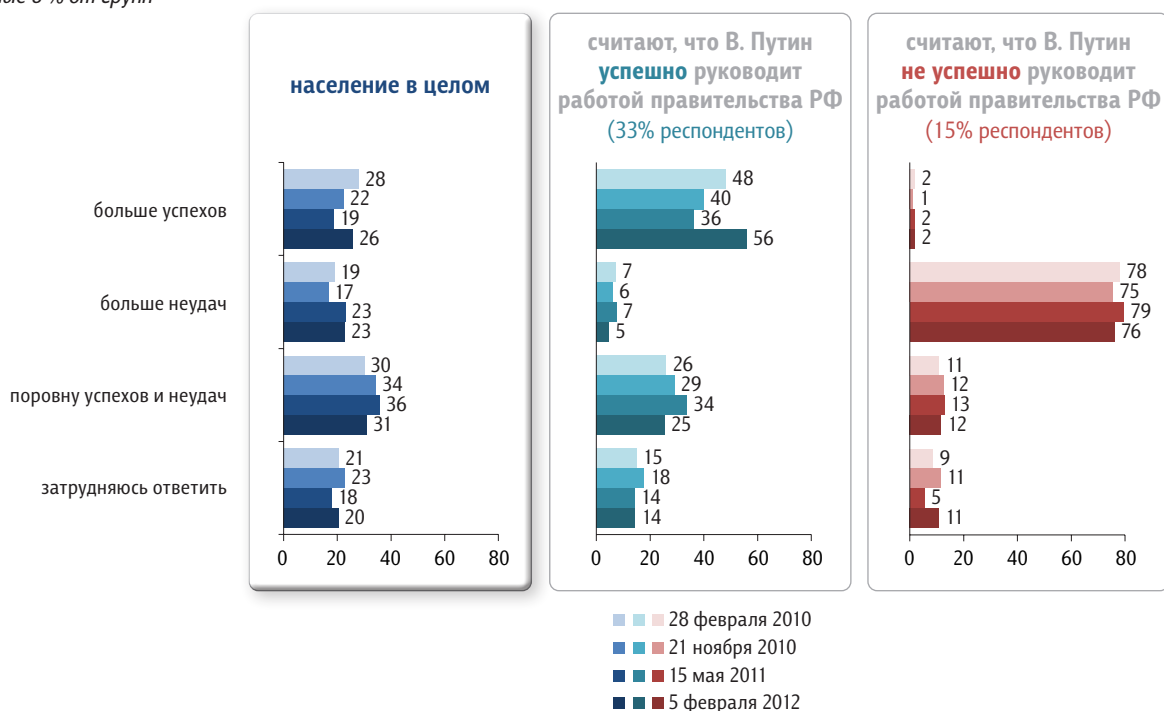 % от групп
население в целом
считают, что В. Путин
успешно руководит
работой правительства РФ
(33% респондентов)
считают, что В. Путин
не успешно руководит
работой правительства РФ
(15% респондентов)
больше успехов
28
22
19
26
48
40
36
56
2
1
2
2
больше неудач
19
17
23
23
7
6
7
5
78
75
79
76
поровну успехов и неудач
30
34
36
31
26
29
34
25
11
12
13
12
затрудняюсь ответить
21
23
18
20
15
18
14
14
9
11
5
11
0 20 40 60 80
0 20 40 60 80
0 20 40 60 80
28 февраля 2010
21 ноября 2010
15 мая 2011
5 февраля 2012